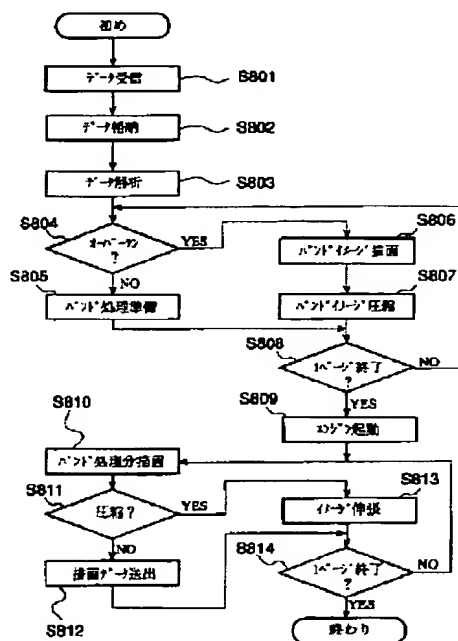 初め
データ受信
S801
データ格納
S802
データ解析
S803
S804
オーバーラン
?
YES
NO
S806
バンドイメージ描画
S805
バンド処理準備
S807
バンドイメージ圧縮
S808
1ページ終了
?
NO
YES
S809
エンジン起動
S810
バンド処理分描画
S811
圧縮?
YES
NO
S813
イメージ伸張
S814
1ページ終了
?
NO
YES
描画データ送出
S812
終わり